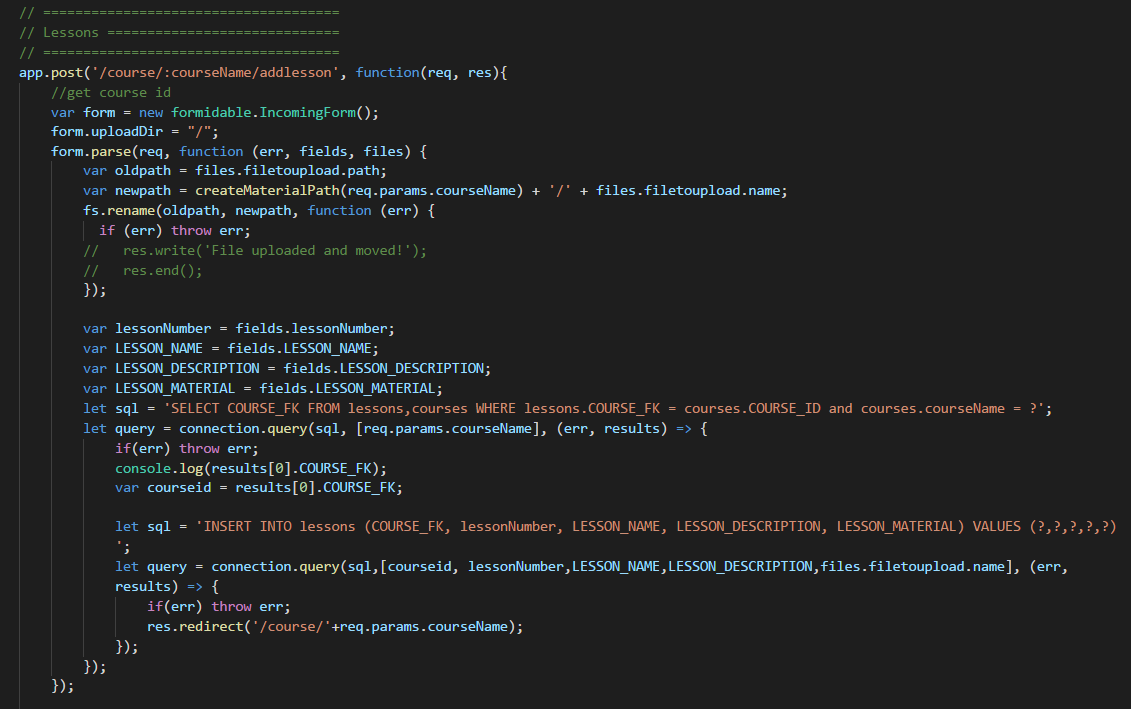 // =====================================
// Lessons =============================
// =====================================
app.post('/course/:courseName/addlesson', function(req, res){
    //get course id
    var form = new formidable.IncomingForm();
    form.uploadDir = "/";
    form.parse(req, function (err, fields, files) {
        var oldpath = files.filetoupload.path;
        var newpath = createMaterialPath(req.params.courseName) + '/' + files.filetoupload.name;
        fs.rename(oldpath, newpath, function (err) {
          if (err) throw err;
        //   res.write('File uploaded and moved!');
        //   res.end();
        });

        var lessonNumber = fields.lessonNumber;
        var LESSON_NAME = fields.LESSON_NAME;
        var LESSON_DESCRIPTION = fields.LESSON_DESCRIPTION;
        var LESSON_MATERIAL = fields.LESSON_MATERIAL;
        let sql = 'SELECT COURSE_FK FROM lessons,courses WHERE lessons.COURSE_FK = courses.COURSE_ID and courses.courseName = ?';
        let query = connection.query(sql, [req.params.courseName], (err, results) => {
            if(err) throw err;
            console.log(results[0].COURSE_FK);
            var courseid = results[0].COURSE_FK;

            let sql = 'INSERT INTO lessons (COURSE_FK, lessonNumber, LESSON_NAME, LESSON_DESCRIPTION, LESSON_MATERIAL) VALUES (?,?,?,?,?)
            ';
            let query = connection.query(sql,[courseid, lessonNumber,LESSON_NAME,LESSON_DESCRIPTION,files.filetoupload.name], (err,
            results) => {
                if(err) throw err;
                res.redirect('/course/'+req.params.courseName);
            });
        });
    });